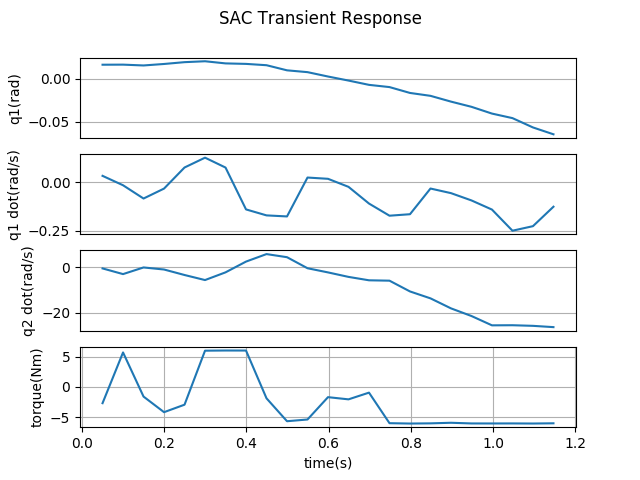 SAC Transient Response
0.00
−0.05
q1(rad)
0.00
−0.25
q1 dot(rad/s)
0
−20
q2 dot(rad/s)
5
0
−5
torque(Nm)
0.0 0.2 0.4 0.6 0.8 1.0 1.2
time(s)